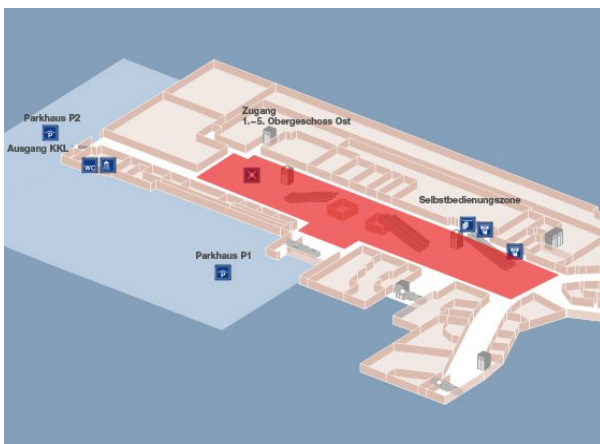 Zugang
1.–5. Obergeschoss Ost
Parkhaus P2
P
Ausgang KKL
WC
Selbstbedienungszone
Parkhaus P1
P